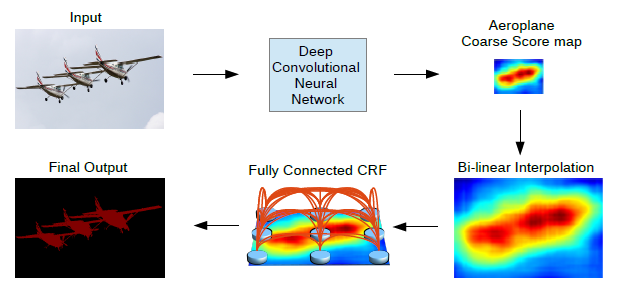 Input
Deep
Convolutional
Neural
Network
Aeroplane
Coarse Score map
Final Output
Fully Connected CRF
Bi-linear Interpolation